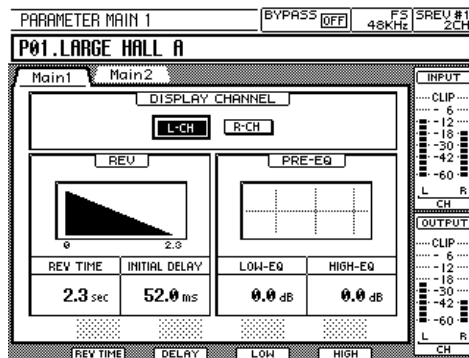 PARAMETER MAIN 1
BYPASS OFF
FS 48KHz
SREV #1 2CH
P01.LARGE HALL A
Main1
Main2
DISPLAY CHANNEL
L-CH
R-CH
REV
PRE-EQ
0
2.3
REV TIME
INITIAL DELAY
LOW-EQ
HIGH-EQ
2.3 sec
52.0 ms
0.0 dB
0.0 dB
REV TIME
DELAY
LOW
HIGH
INPUT
CLIP
- 6
-12
-18
-30
-42
-60
L
R
CH
OUTPUT
CLIP
- 6
-12
-18
-30
-42
-60
L
R
CH